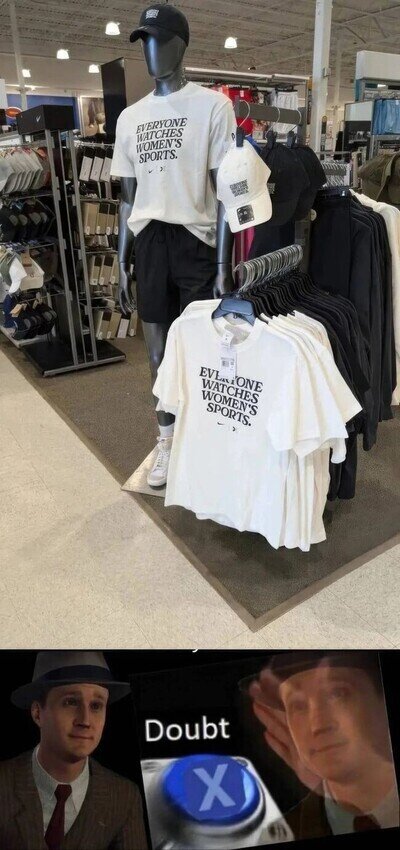 EVERYONE
WATCHES
WOMEN'S
SPORTS.
EVERYONE
WATCHES
WOMEN'S
SPORTS.
Doubt
X